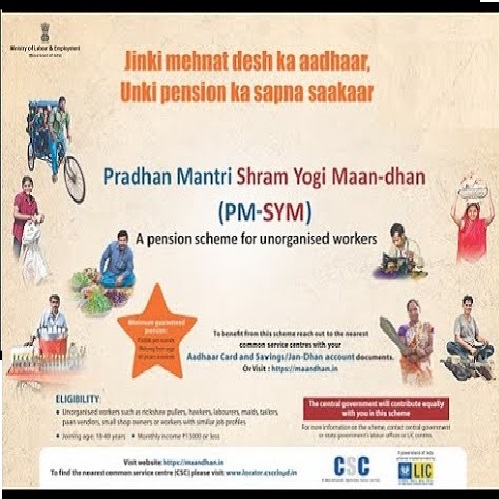 Ministry of Labour & Employment
Government of India
Jinki mehnat desh ka aadhaar,
Unki pension ka sapna saakaar
Pradhan Mantri Shram Yogi Maan-dhan
(PM-SYM)
A pension scheme for unorganised workers
Minimum guaranteed
pension:
To benefit from this scheme reach out to the nearest
common service centres with your
Aadhaar Card and Savings/Jan-Dhan account documents.
Or Visit : https://maandhan.in
ELIGIBILITY:
• Unorganised workers such as rickshaw pullers, hawkers, labourers, maids, tailors,
paan vendors, small shop owners or workers with similar job profiles
• Joining age: 18-40 years • Monthly income ₹15000 or less
The central government will contribute equally
with you in this scheme
For more information on the scheme, contact central government
or state government's labour offices or LIC centres.
Visit website: https://maandhan.in
To find the nearest common service centre (CSC) please visit: www.locator.csccloud.in
CSC
LIC